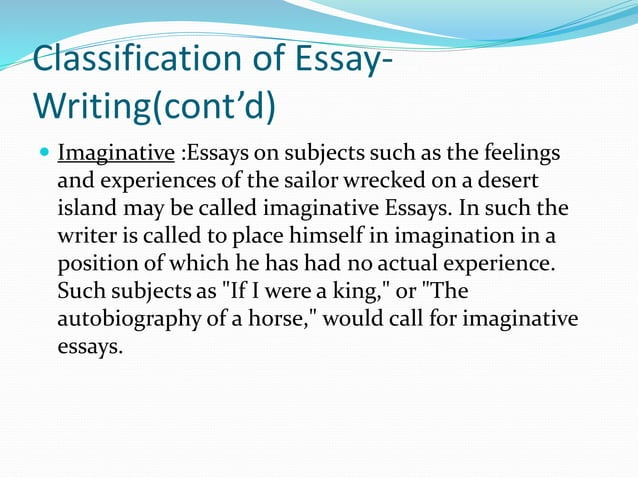 Classification of Essay-
Writing(cont’d)
Imaginative :Essays on subjects such as the feelings
and experiences of the sailor wrecked on a desert
island may be called imaginative Essays. In such the
writer is called to place himself in imagination in a
position of which he has had no actual experience.
Such subjects as "If I were a king," or "The
autobiography of a horse," would call for imaginative
essays.